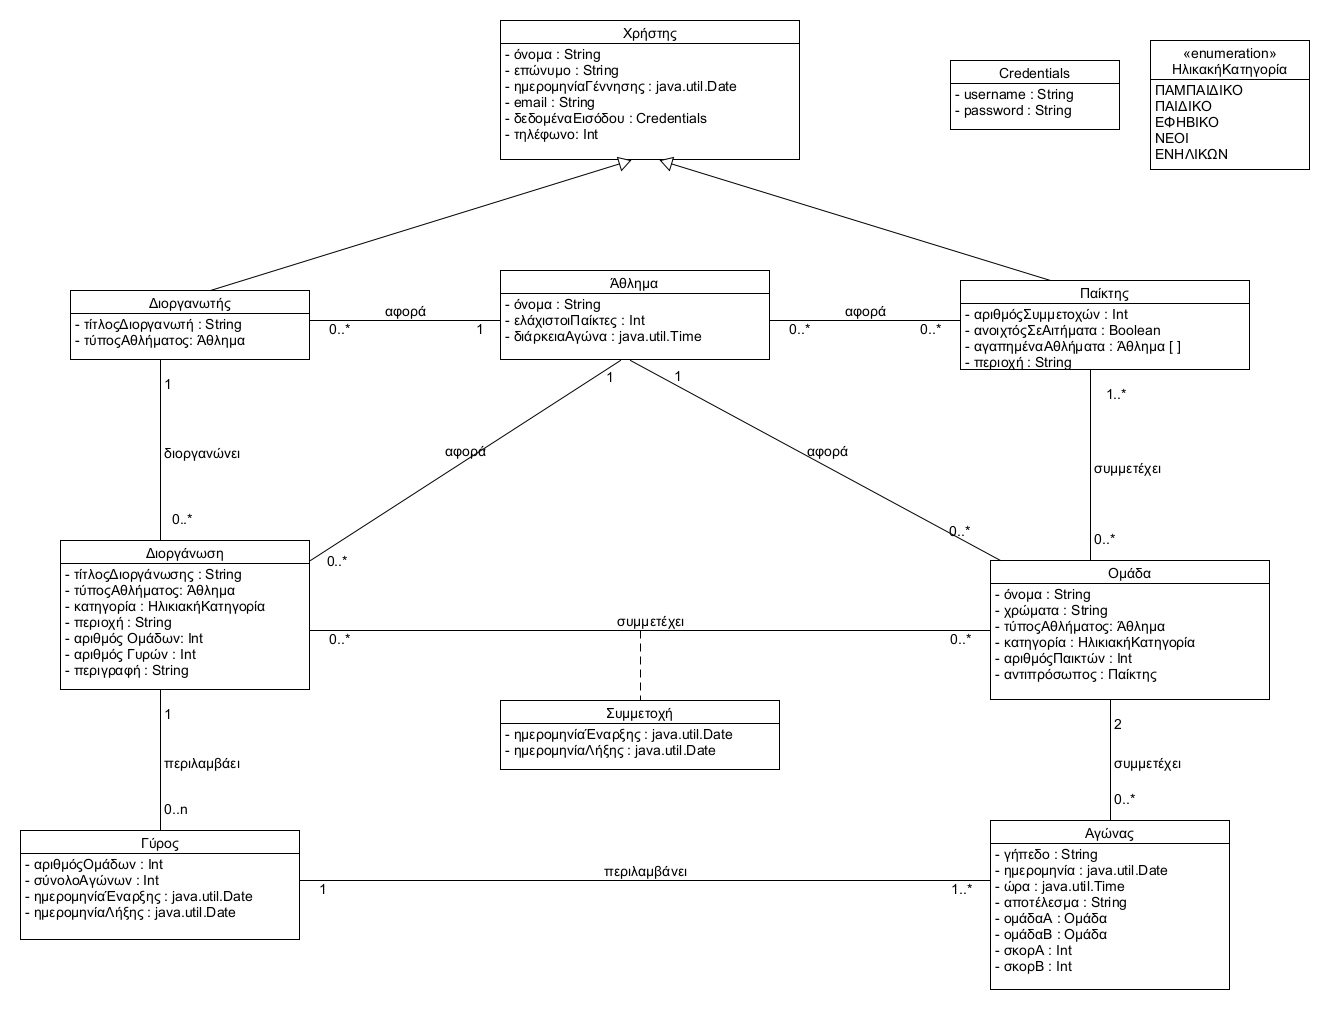 Χρήστης
- όνομα : String
- επώνυμο : String
- ημερομηνίαΓέννησης : java.util.Date
- email : String
- δεδομέναΕισόδου : Credentials
- τηλέφωνο: Int
Credentials
- username : String
- password : String
«enumeration»
ΗλικακήΚατηγορία
ΠΑΜΠΑΙΔΙΚΟ
ΠΑΙΔΙΚΟ
ΕΦΗΒΙΚΟ
ΝΕΟΙ
ΕΝΗΛΙΚΩΝ
Διοργανωτής
- τίτλοςΔιοργανωτή : String
- τύποςΑθλήματος: Άθλημα
αφορά
0..*
1
Άθλημα
- όνομα : String
- ελάχιστοιΠαίκτες : Int
- διάρκειαΑγώνα : java.util.Time
αφορά
0..*
0..*
Παίκτης
- αριθμόςΣυμμετοχών : Int
- ανοιχτόςΣεΑιτήματα : Boolean
- αγαπημέναΑθλήματα : Άθλημα [ ]
- περιοχή : String
1
διοργανώνει
0..*
1
αφορά
0..*
1
αφορά
0..*
1..*
συμμετέχει
0..*
Διοργάνωση
- τίτλοςΔιοργάνωσης : String
- τύποςΑθλήματος: Άθλημα
- κατηγορία : ΗλικιακήΚατηγορία
- περιοχή : String
- αριθμός Ομάδων: Int
- αριθμός Γυρών : Int
- περιγραφή : String
συμμετέχει
0..*
0..*
Ομάδα
- όνομα : String
- χρώματα : String
- τύποςΑθλήματος: Άθλημα
- κατηγορία : ΗλικιακήΚατηγορία
- αριθμόςΠαικτών : Int
- αντιπρόσωπος : Παίκτης
Συμμετοχή
- ημερομηνίαΈναρξης : java.util.Date
- ημερομηνίαΛήξης : java.util.Date
1
περιλαμβάει
0..n
2
συμμετέχει
0..*
Γύρος
- αριθμόςΟμάδων : Int
- σύνολοΑγώνων : Int
- ημερομηνίαΈναρξης : java.util.Date
- ημερομηνίαΛήξης : java.util.Date
περιλαμβάνει
1
1..*
Αγώνας
- γήπεδο : String
- ημερομηνία : java.util.Date
- ώρα : java.util.Time
- αποτέλεσμα : String
- ομάδαΑ : Ομάδα
- ομάδαΒ : Ομάδα
- σκορΑ : Int
- σκορΒ : Int